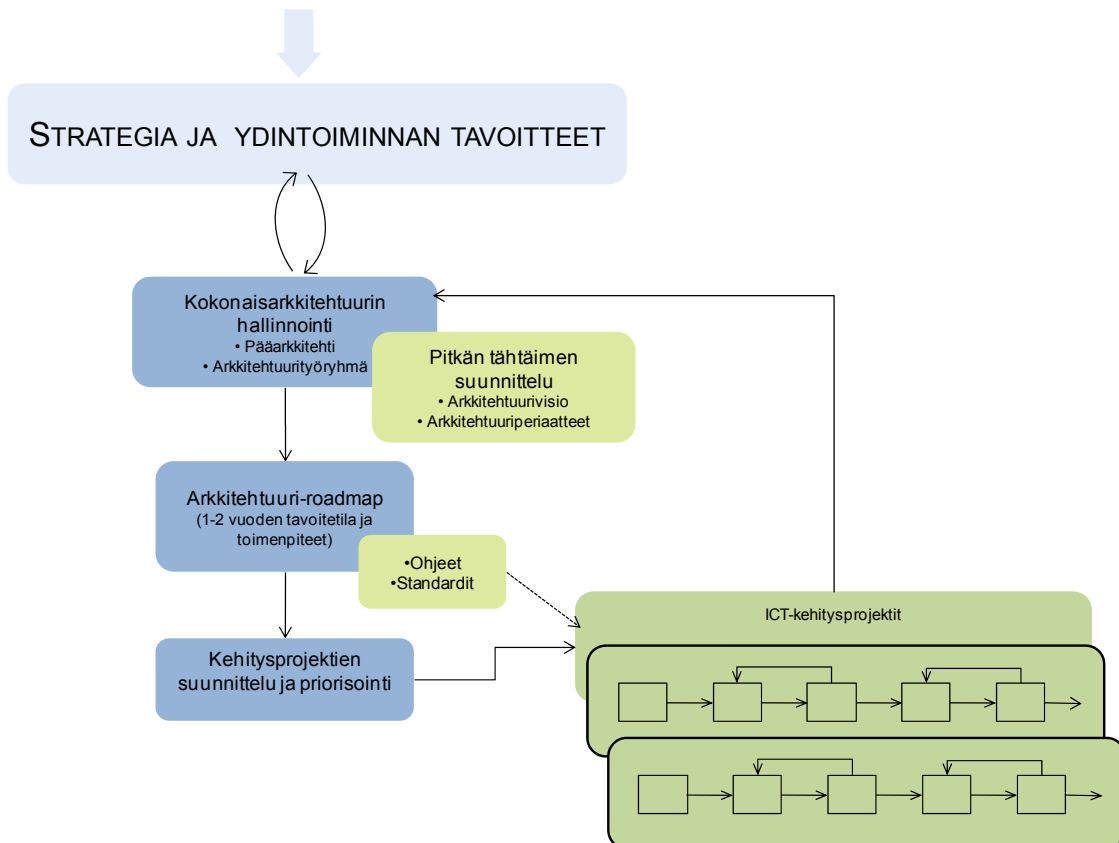 STRATEGIA JA YDINTOIMINNAN TAVOITTEET
Kokonaisarkkitehtuurin
hallinnointi
• Pääarkkitehti
• Arkkitehtuurityöryhmä
Pitkän tähtäimen
suunnittelu
• Arkkitehtuurivisio
• Arkkitehtuuriperiaatteet
Arkkitehtuuri-roadmap
(1-2 vuoden tavoitetila ja
toimenpiteet)
•Ohjeet
•Standardit
ICT-kehitysprojektit
Kehitysprojektien
suunnittelu ja priorisointi